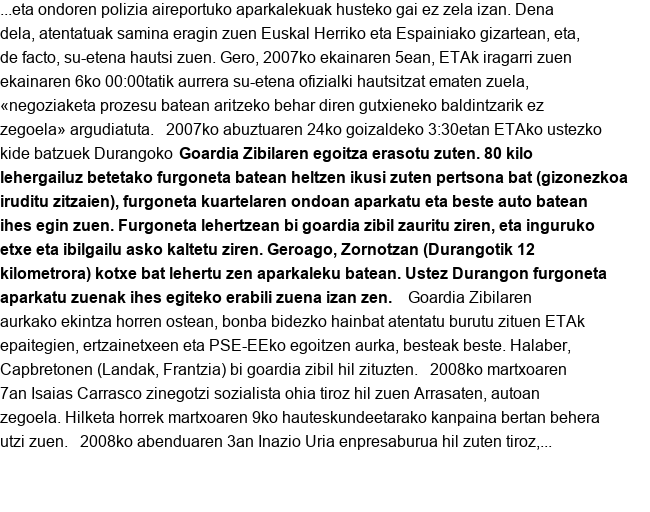 ...eta ondoren polizia aireportuko aparkalekuak husteko gai ez zela izan. Dena
dela, atentatuak samina eragin zuen Euskal Herriko eta Espainiako gizartean, eta,
de facto, su-etena hautsi zuen. Gero, 2007ko ekainaren 5ean, ETAk iragarri zuen
ekainaren 6ko 00:00tatik aurrera su-etena ofizialki hautsitzat ematen zuela,
«negoziaketa prozesu batean aritzeko behar diren gutxieneko baldintzarik ez
zegoela» argudiatuta.   2007ko abuztuaren 24ko goizaldeko 3:30etan ETAko ustezko
kide batzuek Durangoko Goardia Zibilaren egoitza erasotu zuten. 80 kilo
lehergailuz betetako furgoneta batean heltzen ikusi zuten pertsona bat (gizonezkoa
iruditu zitzaien), furgoneta kuartelaren ondoan aparkatu eta beste auto batean
ihes egin zuen. Furgoneta lehertzean bi goardia zibil zauritu ziren, eta inguruko
etxe eta ibilgailu asko kaltetu ziren. Geroago, Zornotzan (Durangotik 12
kilometrora) kotxe bat lehertu zen aparkaleku batean. Ustez Durangon furgoneta
aparkatu zuenak ihes egiteko erabili zuena izan zen.   Goardia Zibilaren
aurkako ekintza horren ostean, bonba bidezko hainbat atentatu burutu zituen ETAk
epaitegien, ertzainetxeen eta PSE-EEko egoitzen aurka, besteak beste. Halaber,
Capbretonen (Landak, Frantzia) bi goardia zibil hil zituzten.   2008ko martxoaren
7an Isaias Carrasco zinegotzi sozialista ohia tiroz hil zuen Arrasaten, autoan
zegoela. Hilketa horrek martxoaren 9ko hauteskundeetarako kanpaina bertan behera
utzi zuen.   2008ko abenduaren 3an Inazio Uria enpresaburua hil zuten tiroz,...